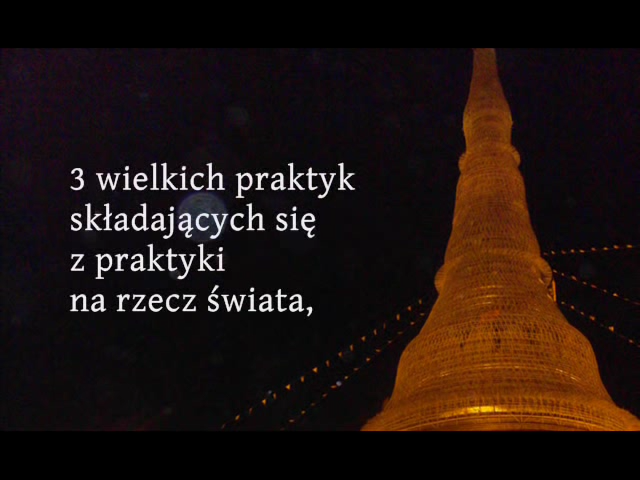 3 wielkich praktyk
składających się
z praktyki
na rzecz świata,